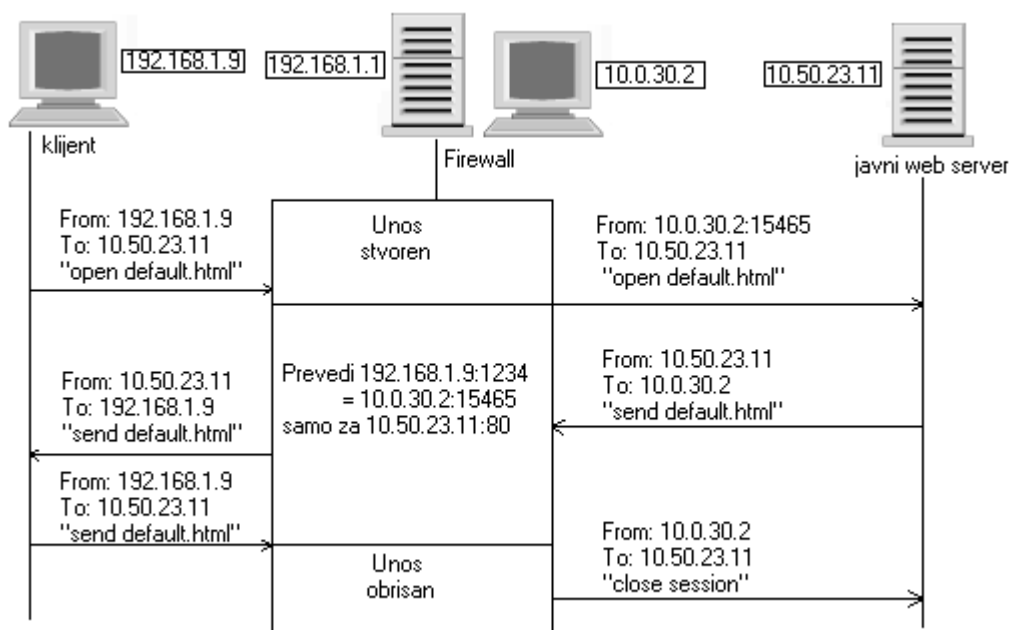 192.168.1.9
192.168.1.1
10.0.30.2
10.50.23.11
klijent
Firewall
javni web server
From: 192.168.1.9
To: 10.50.23.11
"open default.html"
Unos
stvoren
From: 10.0.30.2:15465
To: 10.50.23.11
"open default.html"
Prevedi 192.168.1.9:1234
= 10.0.30.2:15465
samo za 10.50.23.11:80
From: 10.50.23.11
To: 10.0.30.2
"send default.html"
From: 10.50.23.11
To: 192.168.1.9
"send default.html"
From: 192.168.1.9
To: 10.50.23.11
"send default.html"
Unos
obrisan
From: 10.0.30.2
To: 10.50.23.11
"close session"